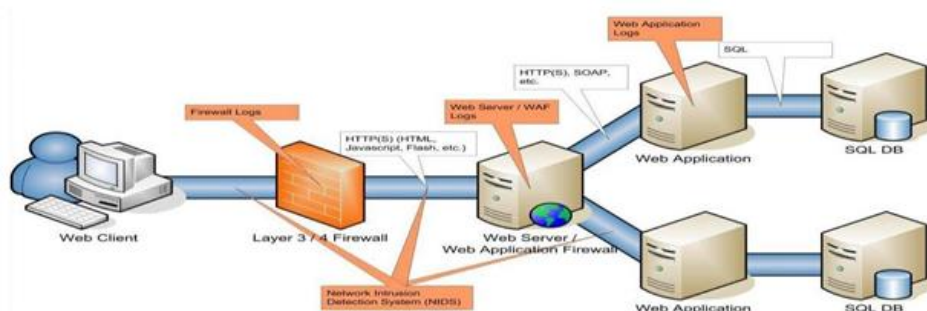 Web Application
Logs
SQL
HTTP(S), SOAP,
etc.
Firewall Logs
HTTP(S) (HTML,
Javascript, Flash, etc.)
Web Server / WAF
Logs
Web Application
SQL DB
Web Client
Layer 3 / 4 Firewall
Web Server /
Web Application Firewall
Network Intrusion
Detection System (NIDS)
Web Application
SQL DB